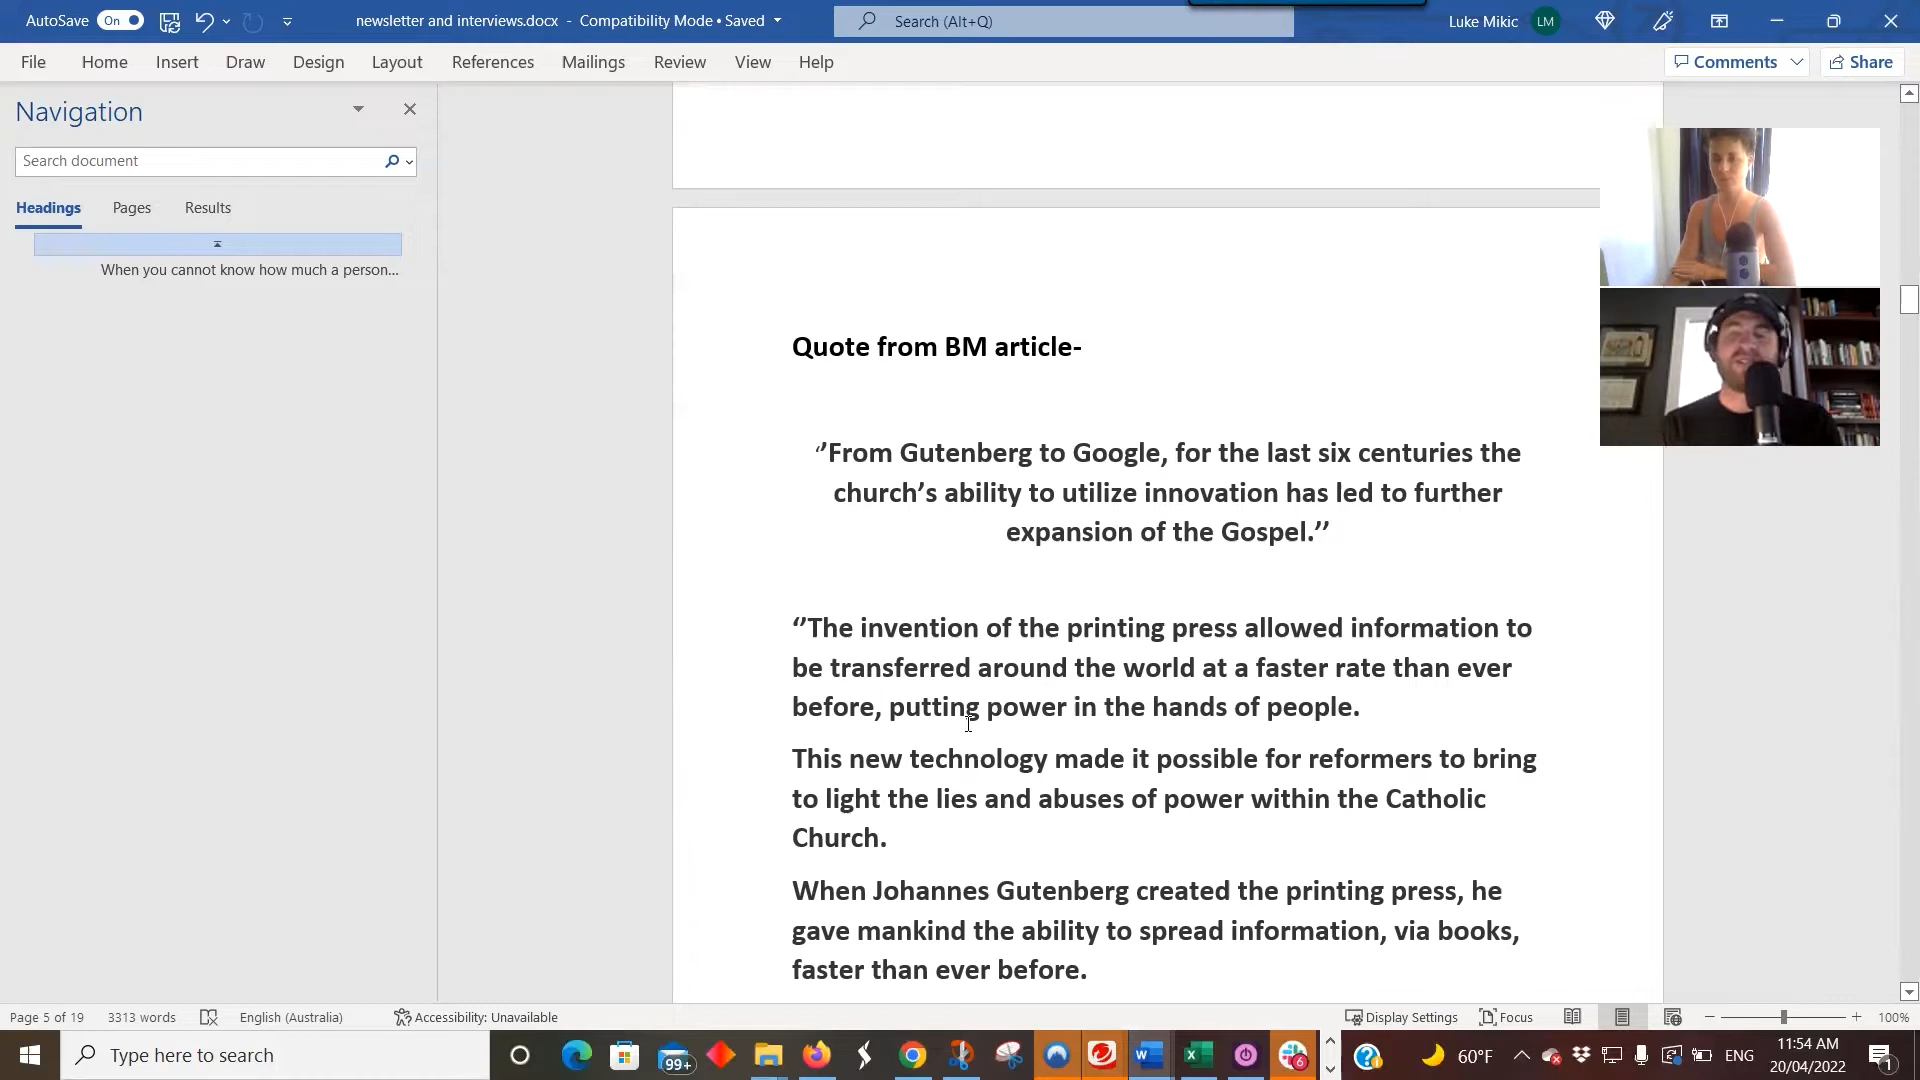 AutoSave On newsletter and interviews.docx - Compatibility Mode • Saved Search (Alt+Q) Luke Mikic LM
File Home Insert Draw Design Layout References Mailings Review View Help Comments Share
Navigation
Search document
Headings Pages Results
When you cannot know how much a person...
Quote from BM article-
‘’From Gutenberg to Google, for the last six centuries the
church’s ability to utilize innovation has led to further
expansion of the Gospel.’’
‘’The invention of the printing press allowed information to
be transferred around the world at a faster rate than ever
before, putting power in the hands of people.
This new technology made it possible for reformers to bring
to light the lies and abuses of power within the Catholic
Church.
When Johannes Gutenberg created the printing press, he
gave mankind the ability to spread information, via books,
faster than ever before.
Page 5 of 19 3313 words English (Australia) Accessibility: Unavailable Display Settings Focus 100%
Type here to search 99+ 6 60°F ENG 11:54 AM
20/04/2022 1